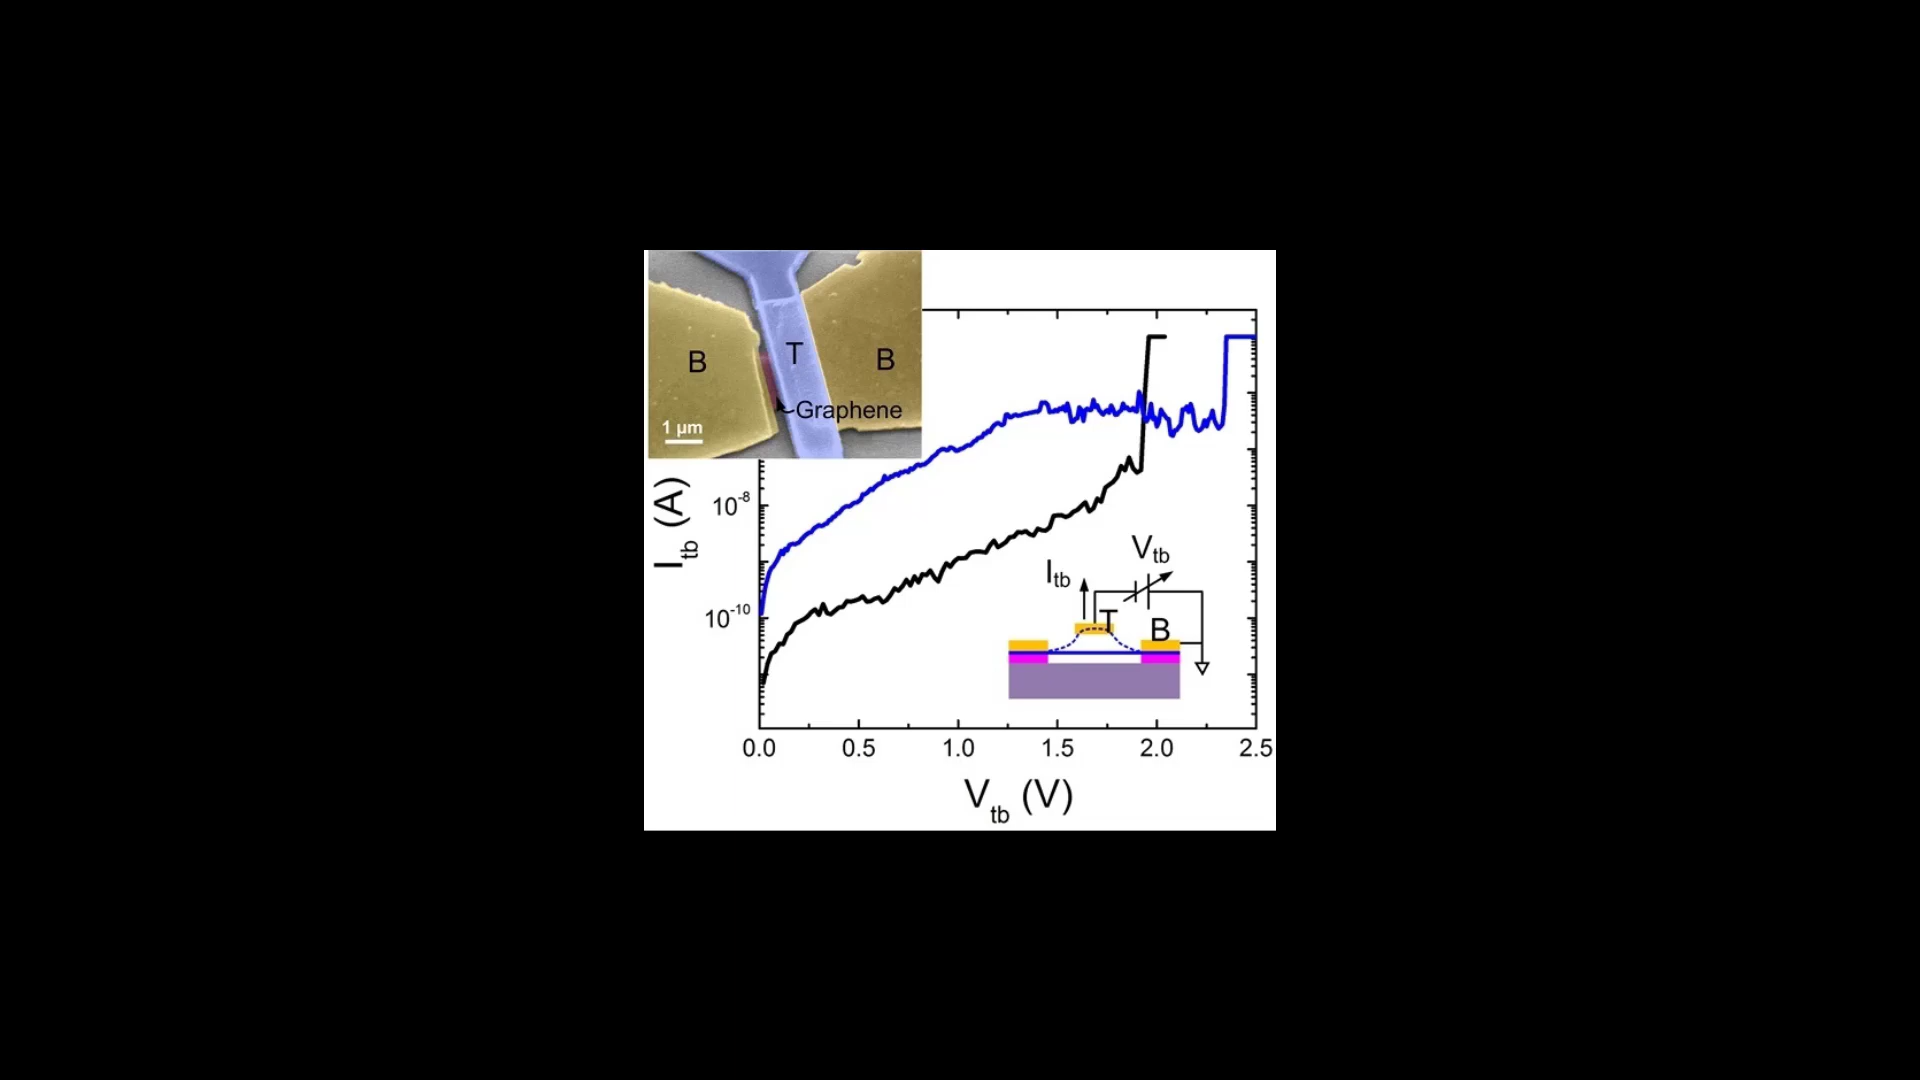 B
T
B
Graphene
1 µm
I_tb (A)
10^-8
10^-10
V_tb
I_tb
T
B
0.0 0.5 1.0 1.5 2.0 2.5
V_tb (V)